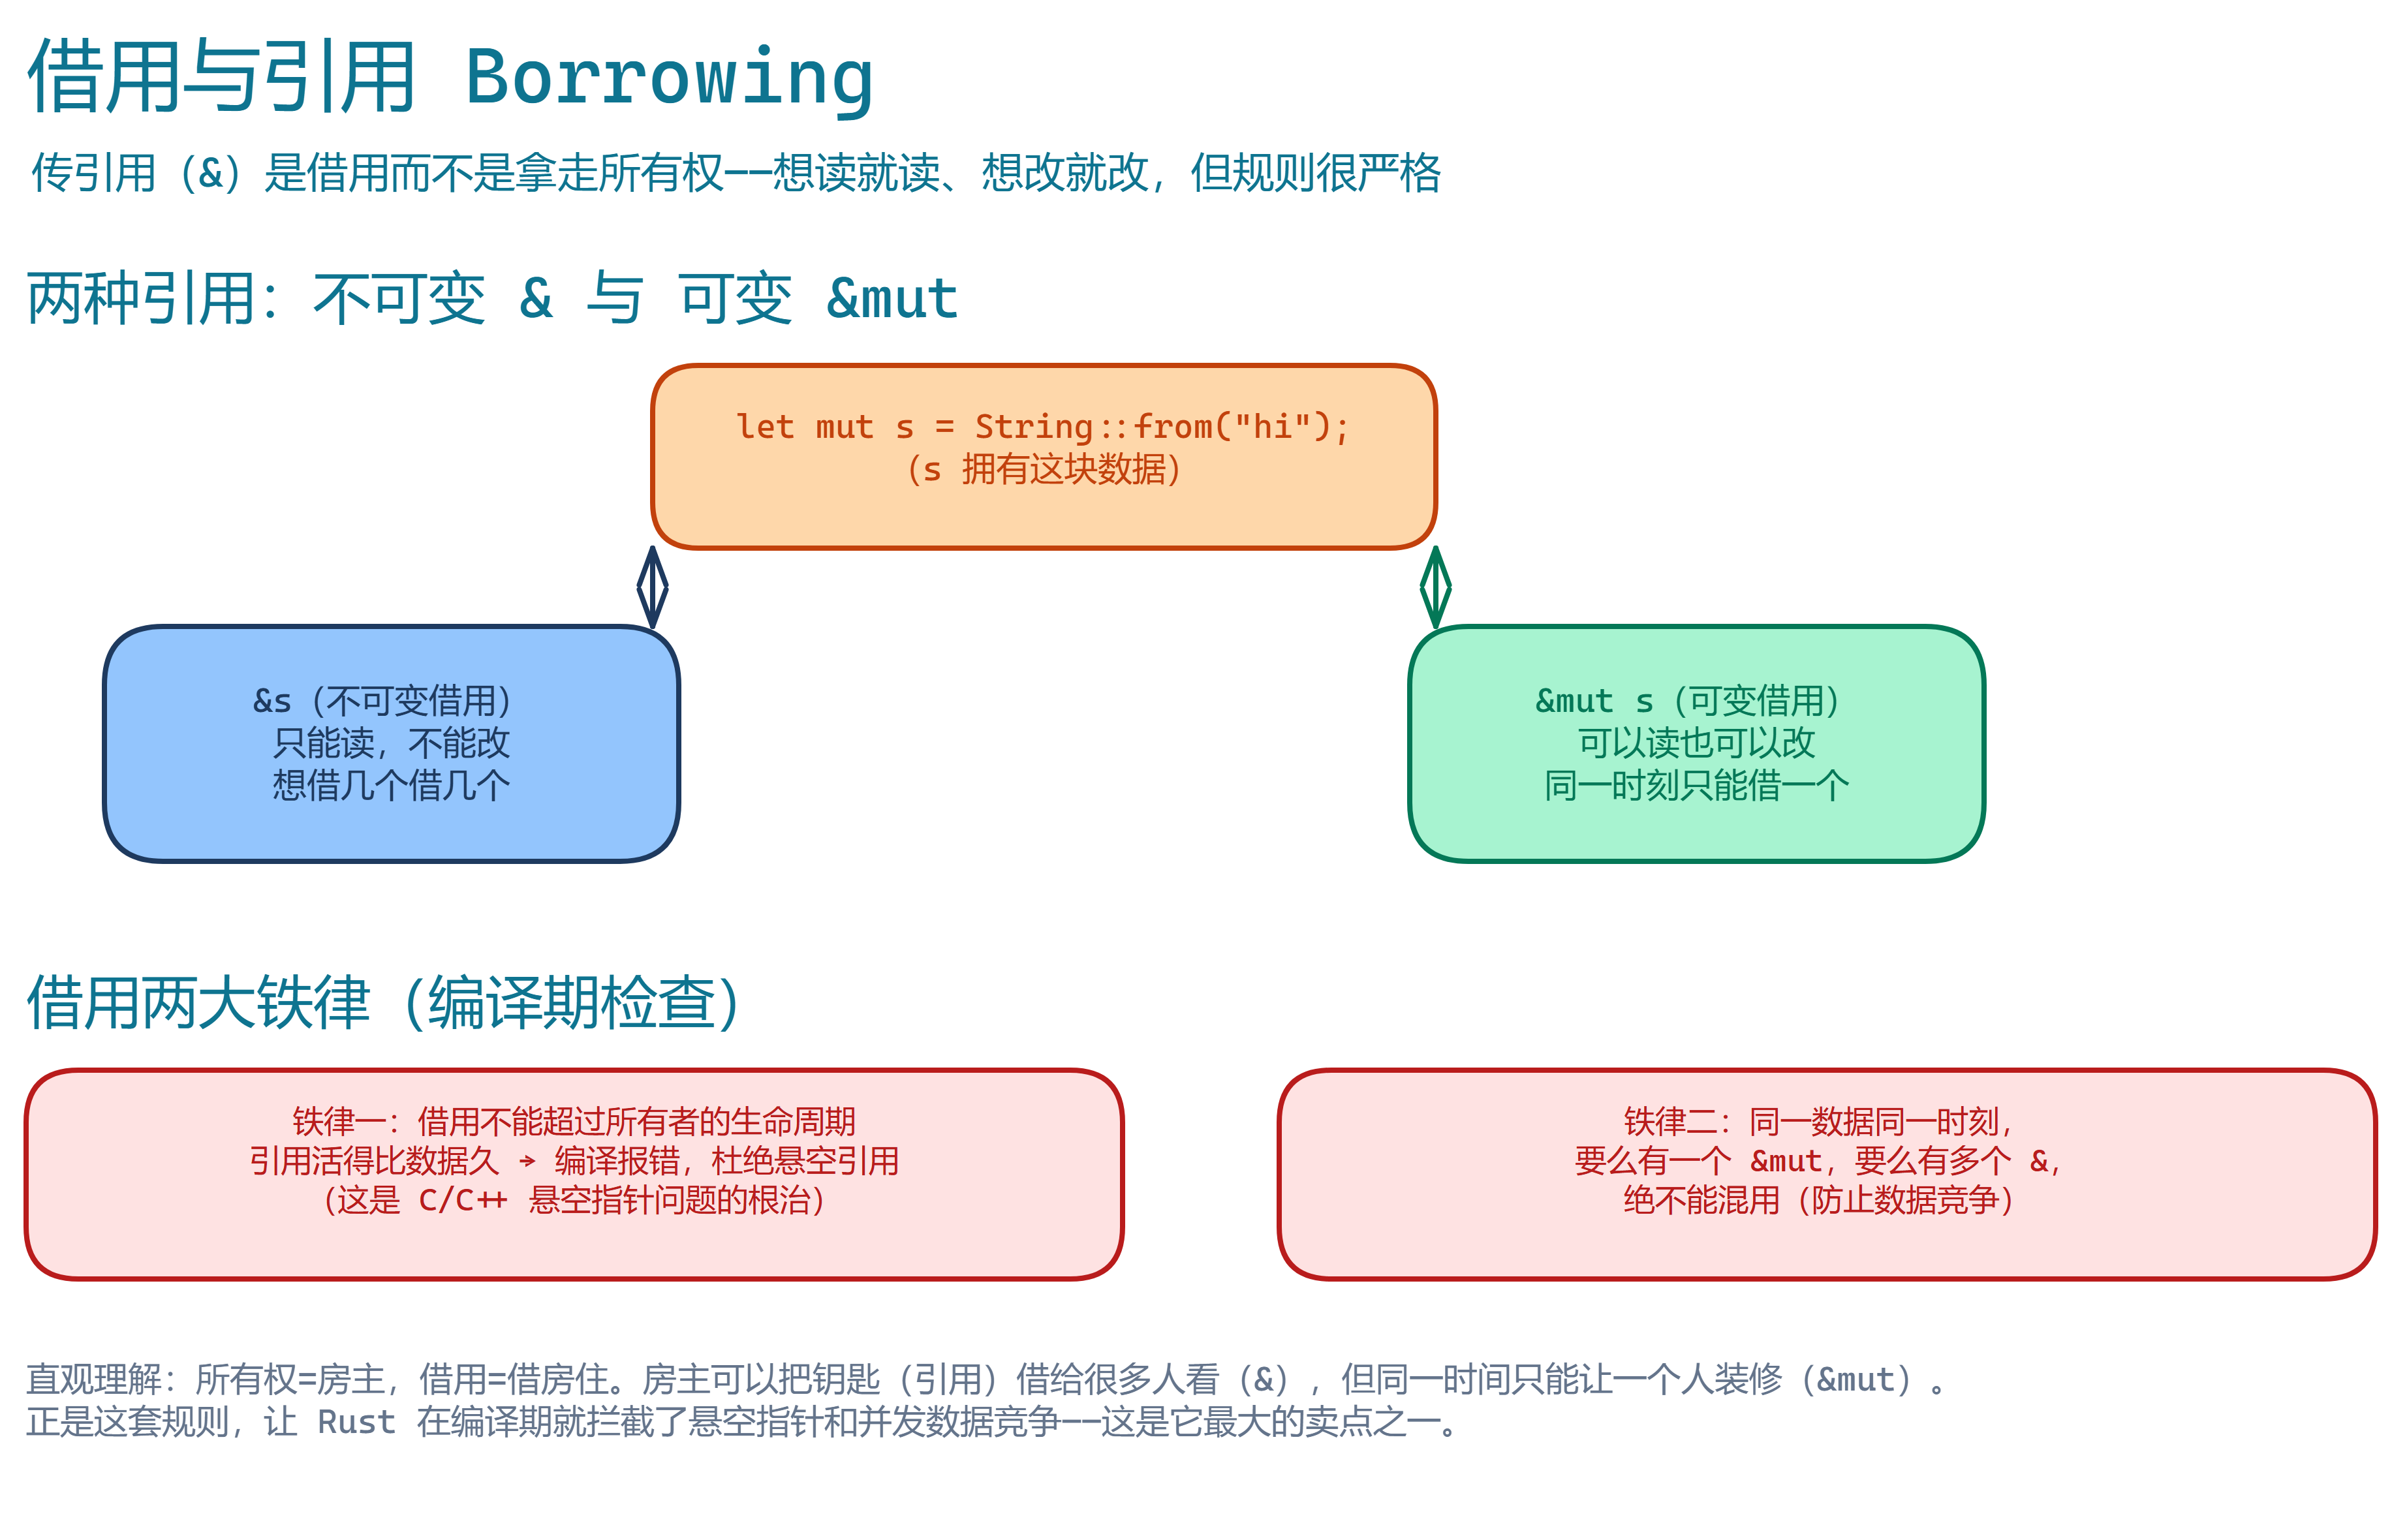 借用与引用 Borrowing
传引用（&）是借用而不是拿走所有权——想读就读、想改就改，但规则很严格
两种引用：不可变 & 与 可变 &mut
let mut s = String::from("hi");
（s 拥有这块数据）
&s（不可变借用）
只能读，不能改
想借几个借几个
&mut s（可变借用）
可以读也可以改
同一时刻只能借一个
借用两大铁律（编译期检查）
铁律一：借用不能超过所有者的生命周期
引用活得比数据久 → 编译报错，杜绝悬空引用
（这是 C/C++ 悬空指针问题的根治）
铁律二：同一数据同一时刻，
要么有一个 &mut，要么有多个 &，
绝不能混用（防止数据竞争）
直观理解：所有权=房主，借用=借房住。房主可以把钥匙（引用）借给很多人看（&），但同一时间只能让一个人装修（&mut）。
正是这套规则，让 Rust 在编译期就拦截了悬空指针和并发数据竞争——这是它最大的卖点之一。